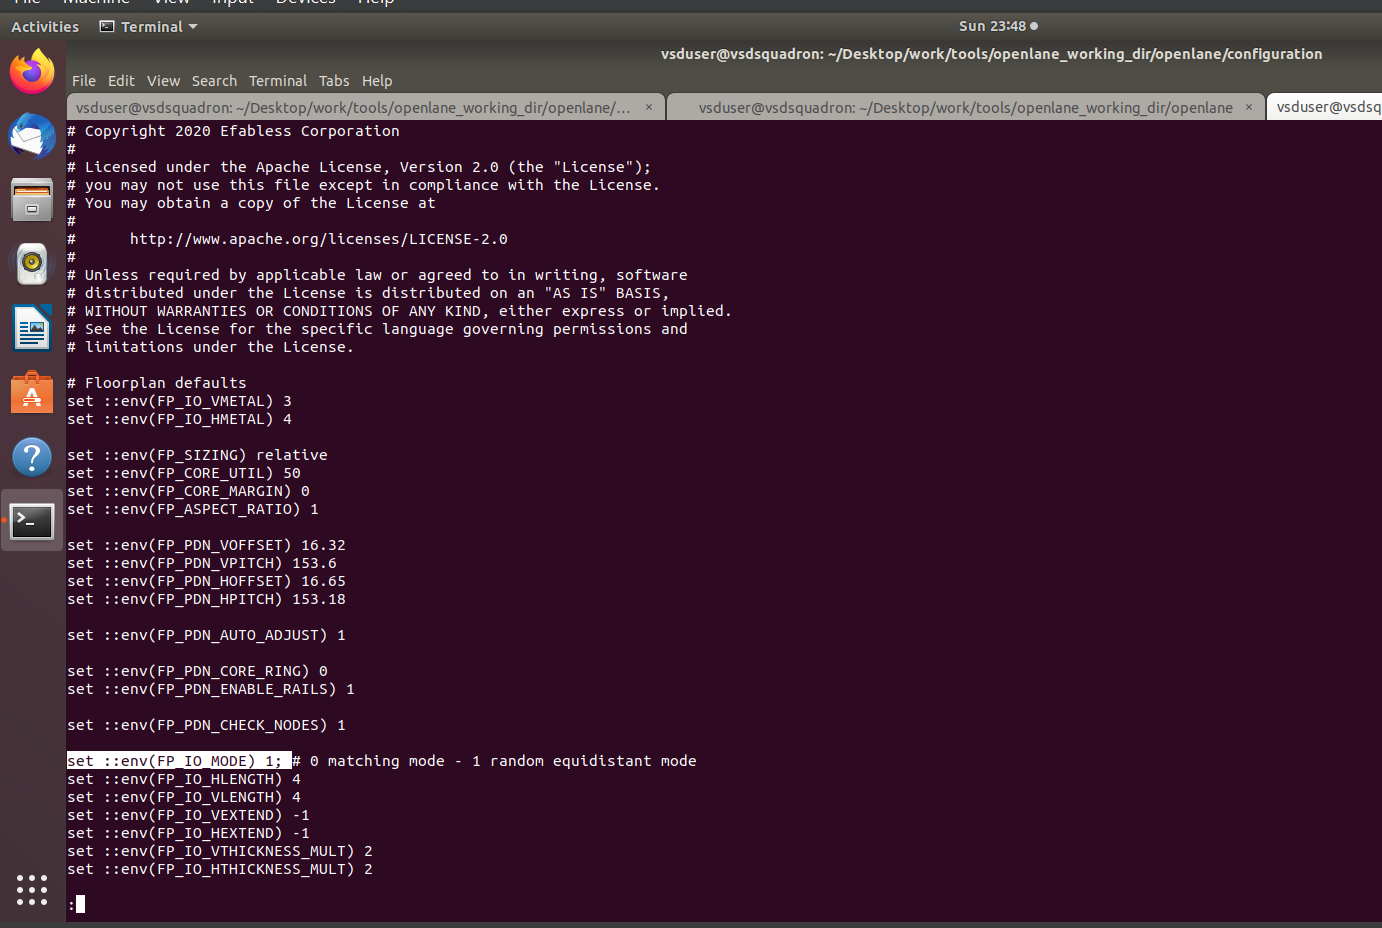 File Machine View Input Devices Help
Activities Terminal Sun 23:48
vsduser@vsdsquadron: ~/Desktop/work/tools/openlane_working_dir/openlane/configuration
File Edit View Search Terminal Tabs Help
vsduser@vsdsquadron: ~/Desktop/work/tools/openlane_working_dir/openlane/... × vsduser@vsdsquadron: ~/Desktop/work/tools/openlane_working_dir/openlane × vsduser@vsdsq
# Copyright 2020 Efabless Corporation
#
# Licensed under the Apache License, Version 2.0 (the "License");
# you may not use this file except in compliance with the License.
# You may obtain a copy of the License at
#
#      http://www.apache.org/licenses/LICENSE-2.0
#
# Unless required by applicable law or agreed to in writing, software
# distributed under the License is distributed on an "AS IS" BASIS,
# WITHOUT WARRANTIES OR CONDITIONS OF ANY KIND, either express or implied.
# See the License for the specific language governing permissions and
# limitations under the License.
# Floorplan defaults
set ::env(FP_IO_VMETAL) 3
set ::env(FP_IO_HMETAL) 4
set ::env(FP_SIZING) relative
set ::env(FP_CORE_UTIL) 50
set ::env(FP_CORE_MARGIN) 0
set ::env(FP_ASPECT_RATIO) 1
set ::env(FP_PDN_VOFFSET) 16.32
set ::env(FP_PDN_VPITCH) 153.6
set ::env(FP_PDN_HOFFSET) 16.65
set ::env(FP_PDN_HPITCH) 153.18
set ::env(FP_PDN_AUTO_ADJUST) 1
set ::env(FP_PDN_CORE_RING) 0
set ::env(FP_PDN_ENABLE_RAILS) 1
set ::env(FP_PDN_CHECK_NODES) 1
set ::env(FP_IO_MODE) 1; # 0 matching mode - 1 random equidistant mode
set ::env(FP_IO_HLENGTH) 4
set ::env(FP_IO_VLENGTH) 4
set ::env(FP_IO_VEXTEND) -1
set ::env(FP_IO_HEXTEND) -1
set ::env(FP_IO_VTHICKNESS_MULT) 2
set ::env(FP_IO_HTHICKNESS_MULT) 2
: